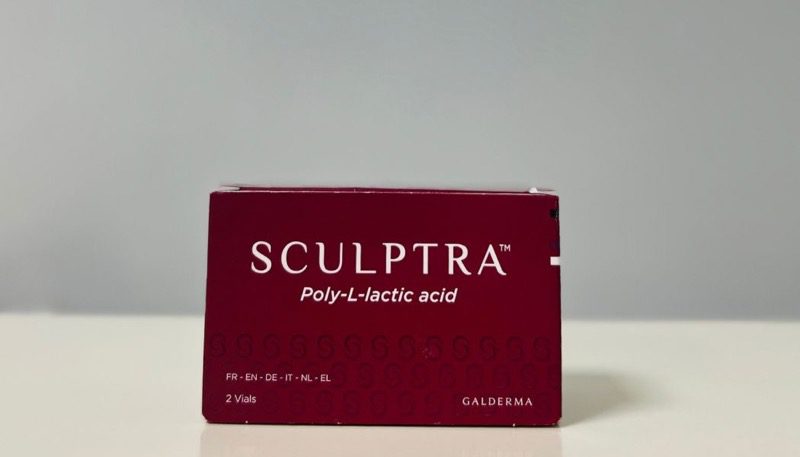 SCULPTRA™
Poly-L-lactic acid
FR - EN - DE - IT - NL - EL
2 Vials
GALDERMA